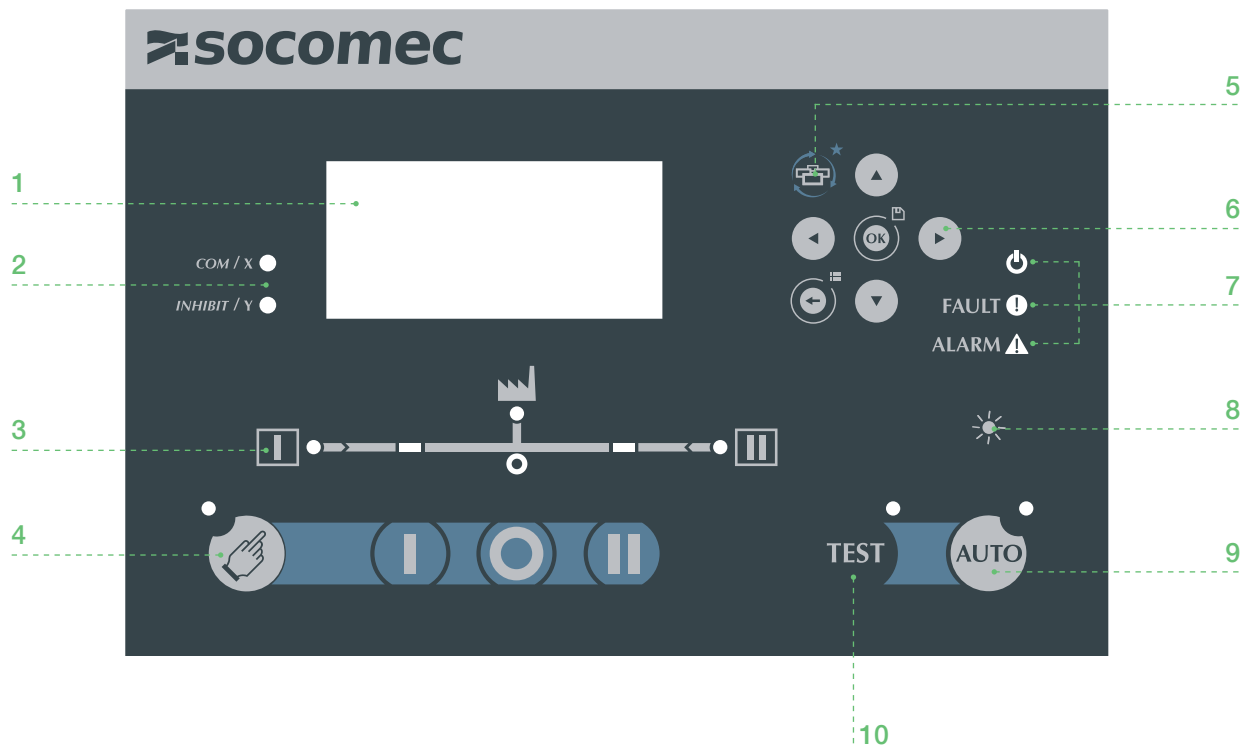 socomec
5
1
6
OK
2
COM / X
INHIBIT / Y
7
FAULT
ALARM
3
I
II
8
4
I
O
II
TEST
AUTO
9
10